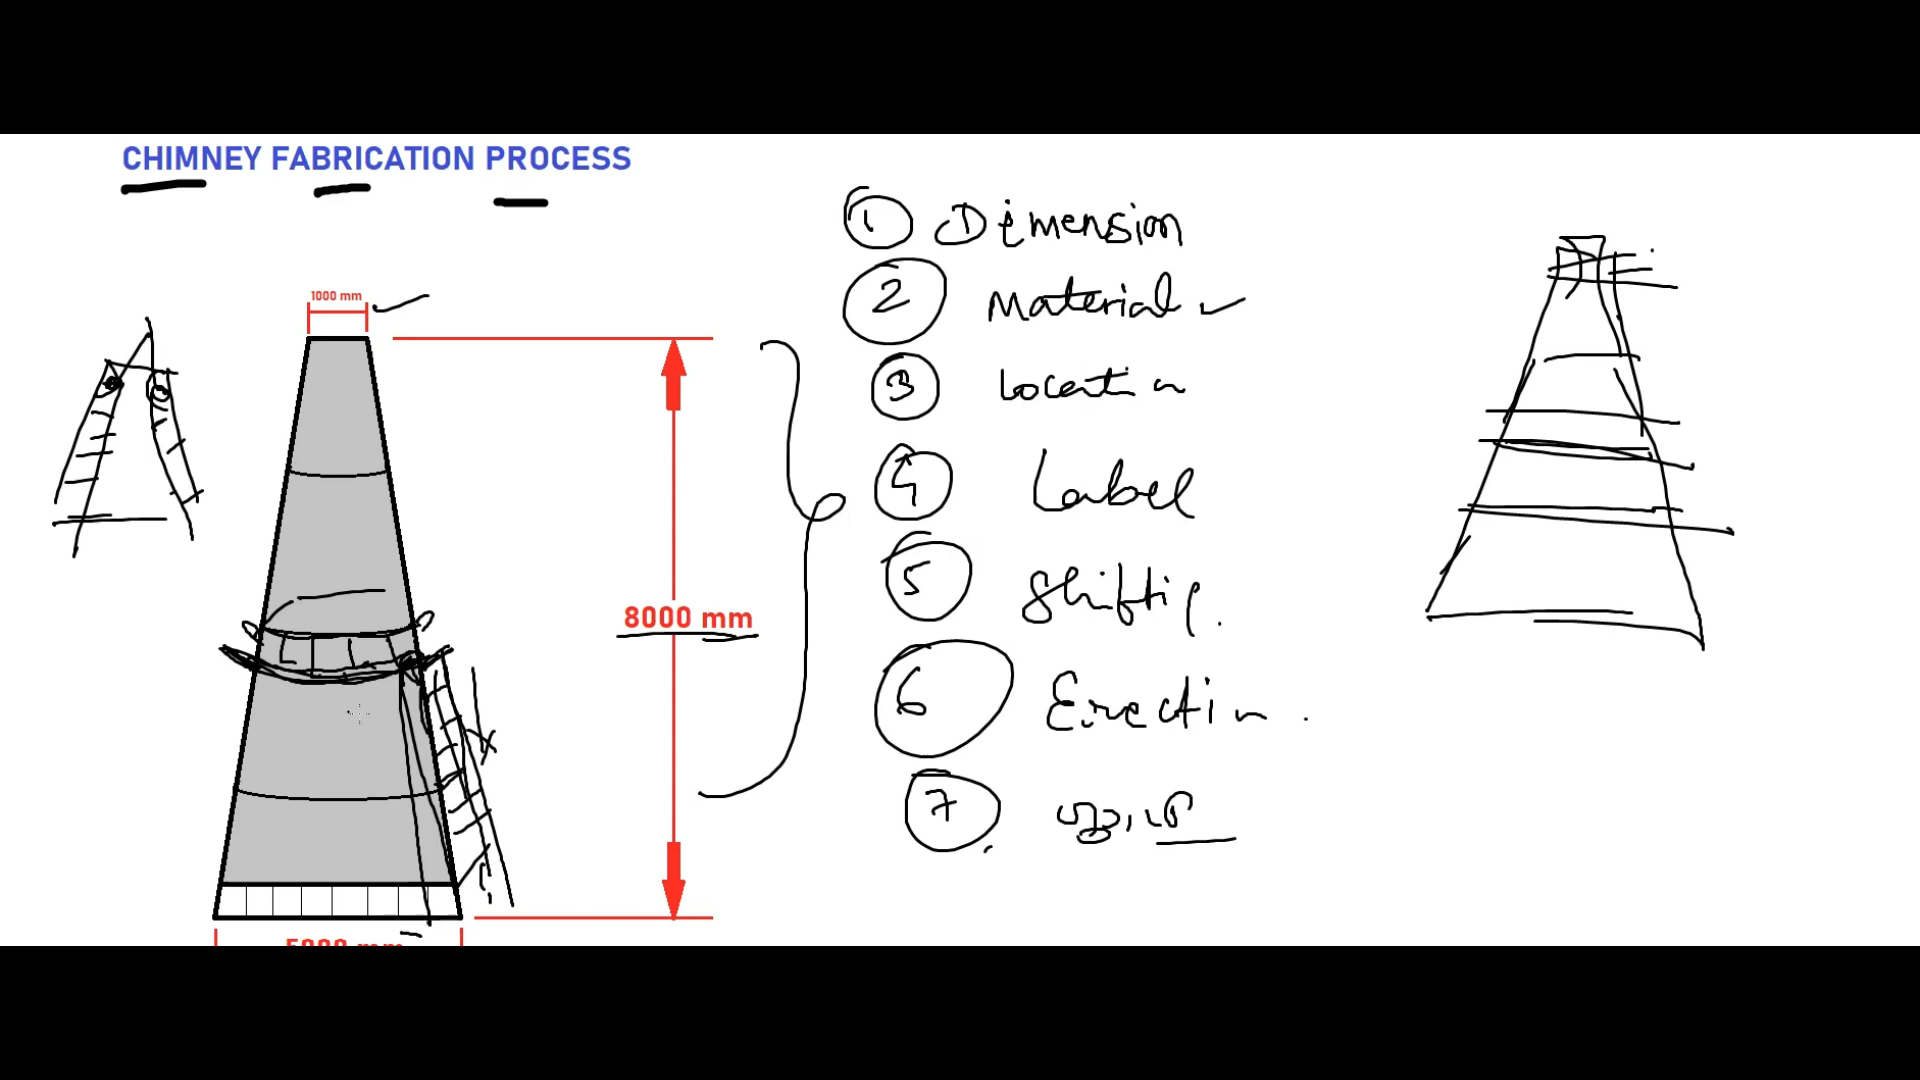 CHIMNEY FABRICATION PROCESS
1000 mm
8000 mm
1 Dimension
2 Material
3 Location
4 Label
5
6 Erection
7